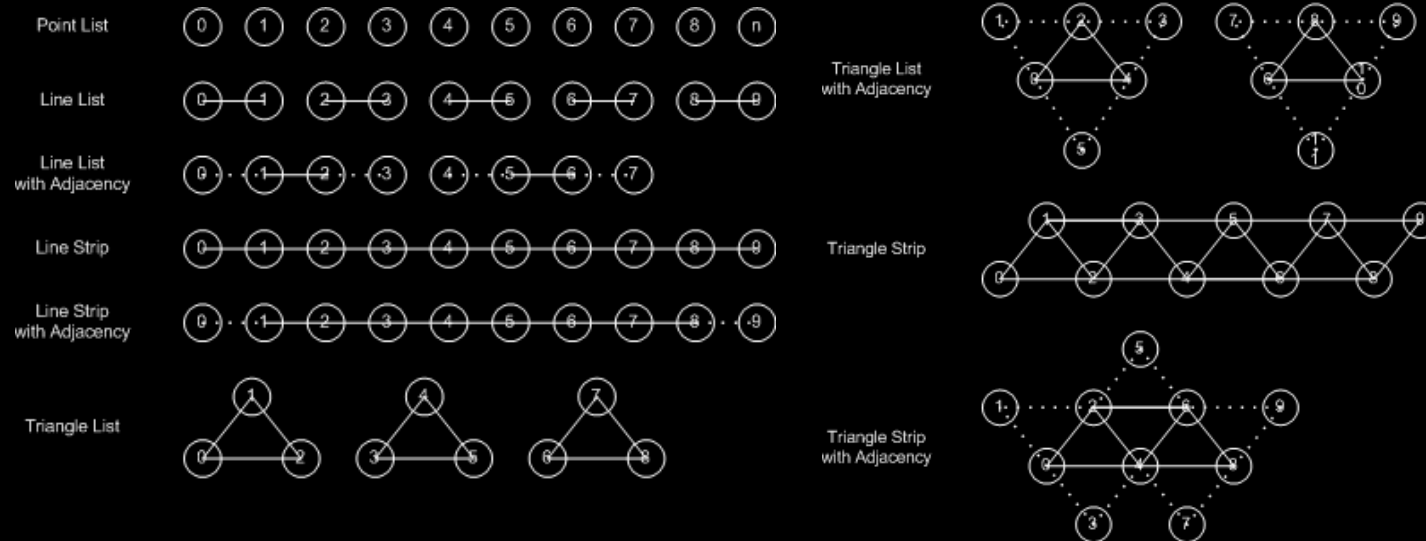 Point List
0 1 2 3 4 5 6 7 8 n
Line List
0 1 2 3 4 5 6 7 8 9
Line List
with Adjacency
0 1 2 3 4 5 6 7
Line Strip
0 1 2 3 4 5 6 7 8 9
Line Strip
with Adjacency
0 1 2 3 4 5 6 7 8 9
Triangle List
1 4 7
0 2 3 5 6 8
Triangle List
with Adjacency
1 2 3 7 8 9
0 4 6 10
5 11
Triangle Strip
1 3 5 7 9
0 2 4 6 8
Triangle Strip
with Adjacency
5
1 2 6 9
0 4 8
3 7